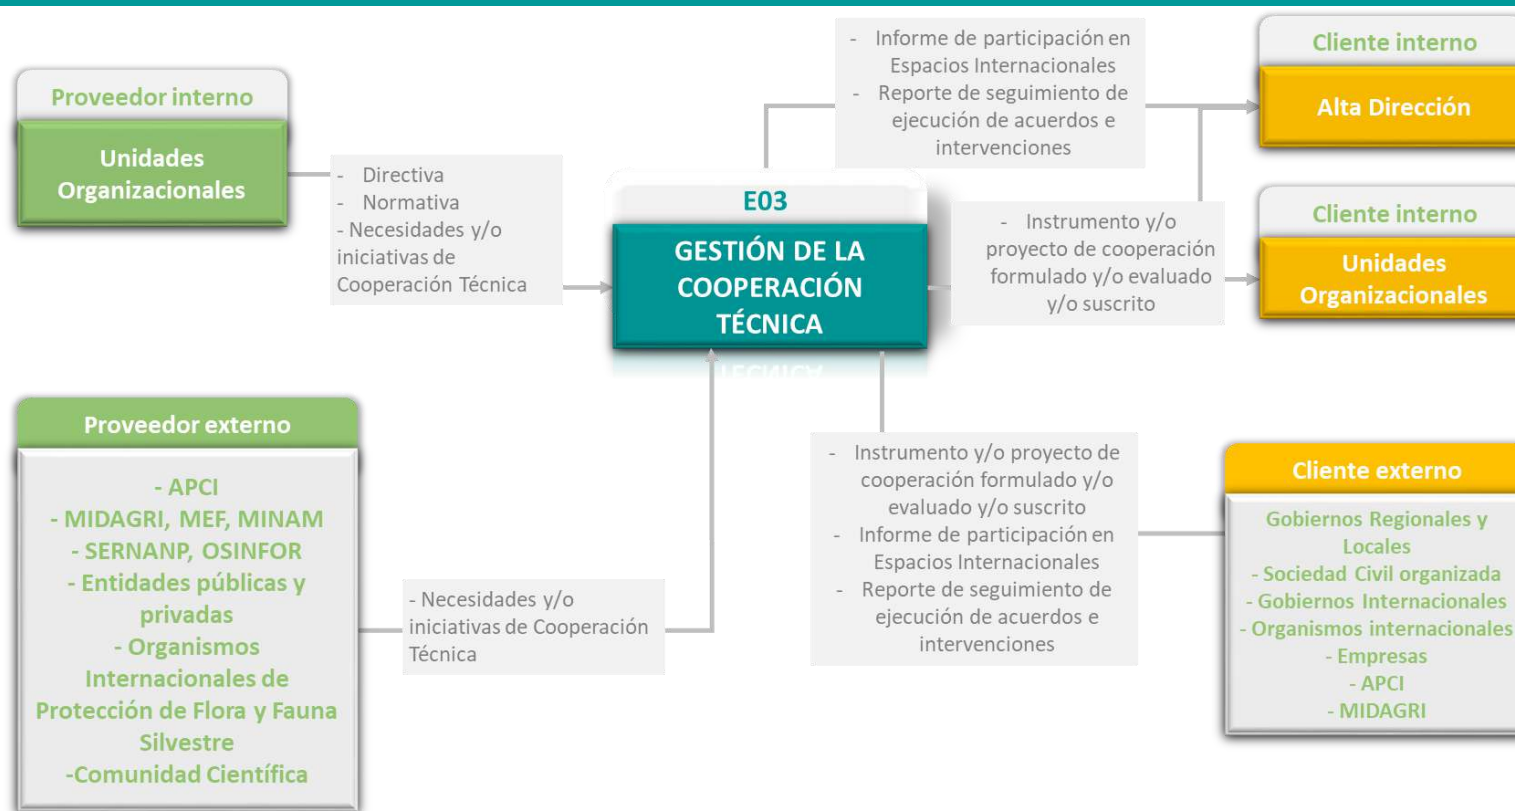 Proveedor interno
Unidades
Organizacionales
- Directiva
- Normativa
- Necesidades y/o
iniciativas de
Cooperación Técnica
Proveedor externo
- APCI
- MIDAGRI, MEF, MINAM
- SERNANP, OSINFOR
- Entidades públicas y
privadas
- Organismos
Internacionales de
Protección de Flora y Fauna
Silvestre
-Comunidad Científica
- Necesidades y/o
iniciativas de Cooperación
Técnica
E03
GESTIÓN DE LA
COOPERACIÓN
TÉCNICA
- Informe de participación en
Espacios Internacionales
- Reporte de seguimiento de
ejecución de acuerdos e
intervenciones
- Instrumento y/o
proyecto de cooperación
formulado y/o evaluado
y/o suscrito
- Instrumento y/o proyecto de
cooperación formulado y/o
evaluado y/o suscrito
- Informe de participación en
Espacios Internacionales
- Reporte de seguimiento de
ejecución de acuerdos e
intervenciones
Cliente interno
Alta Dirección
Cliente interno
Unidades
Organizacionales
Cliente externo
Gobiernos Regionales y
Locales
- Sociedad Civil organizada
- Gobiernos Internacionales
- Organismos internacionales
- Empresas
- APCI
- MIDAGRI